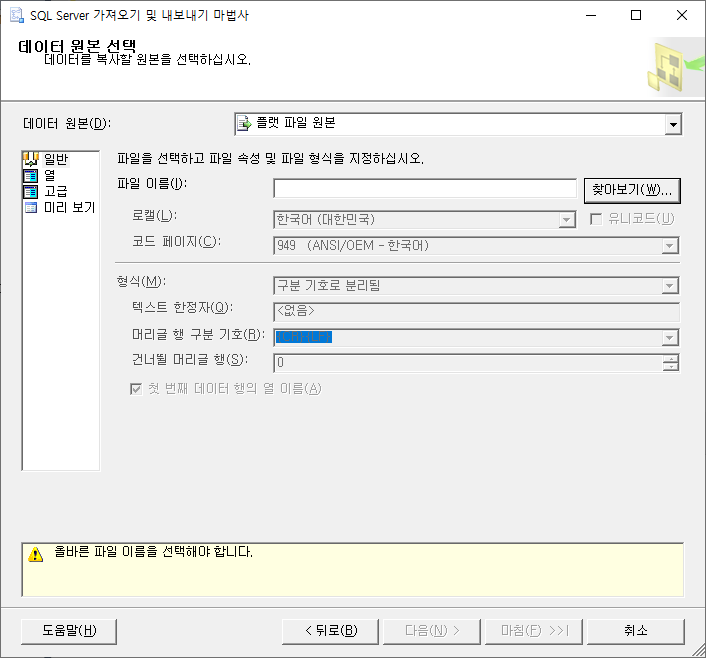 SQL Server 가져오기 및 내보내기 마법사
데이터 원본 선택
데이터를 복사할 원본을 선택하십시오.
데이터 원본(D):
플랫 파일 원본
일반
열
고급
미리 보기
파일을 선택하고 파일 속성 및 파일 형식을 지정하십시오.
파일 이름(I):
찾아보기(W)...
로캘(L):
한국어 (대한민국)
유니코드(U)
코드 페이지(C):
949 (ANSI/OEM - 한국어)
형식(M):
구분 기호로 분리됨
텍스트 한정자(Q):
<없음>
머리글 행 구분 기호(R):
건너뛸 머리글 행(S):
0
첫 번째 데이터 행의 열 이름(A)
올바른 파일 이름을 선택해야 합니다.
도움말(H)
< 뒤로(B)
다음(N) >
마침(F) >>|
취소